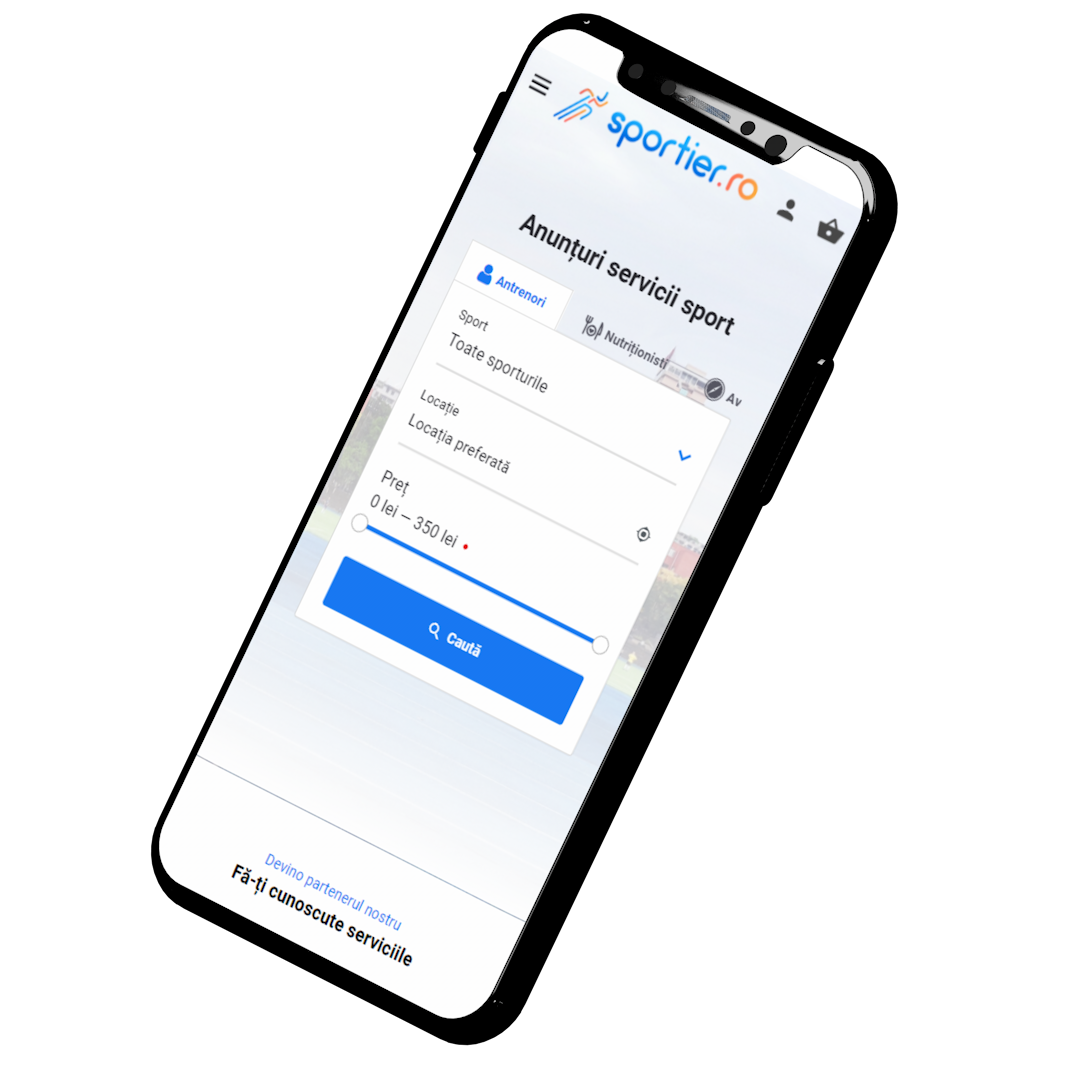 sportier.ro
Anunțuri servicii sport
Antrenori
Nutriționisti
Av
Sport
Toate sporturile
Locație
Locația preferată
Preț
0 lei – 350 lei
Caută
Devino partenerul nostru
Fă-ți cunoscute serviciile